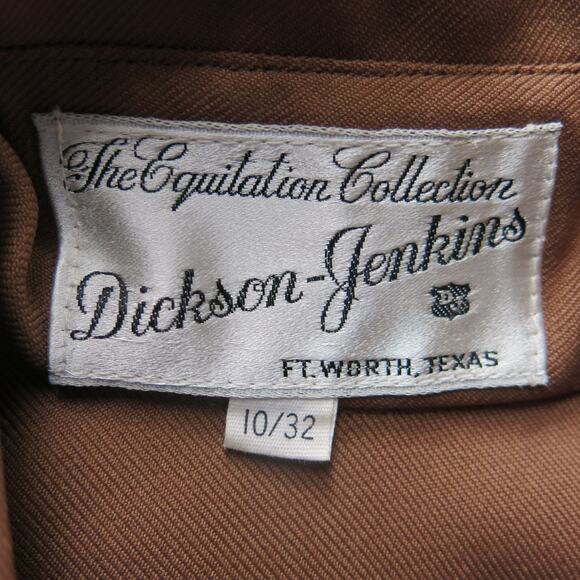 The Equitation Collection
Dickson-Jenkins
FT. WORTH, TEXAS
10/32